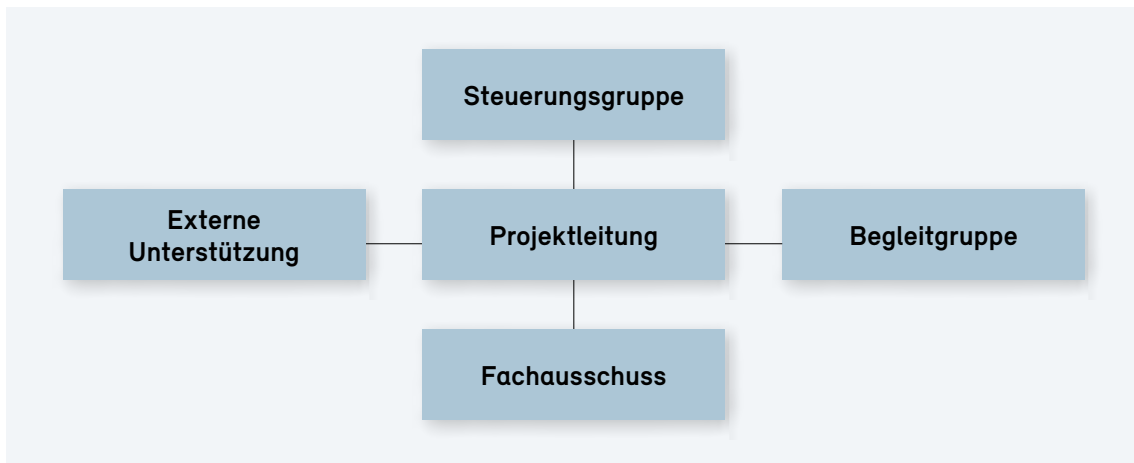 Steuerungsgruppe
Externe
Unterstützung
Projektleitung
Begleitgruppe
Fachausschuss